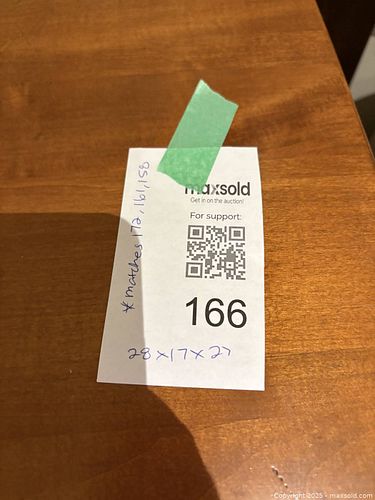 maxsold
Get in on the auction!
For support:
166
28 x 17 x 27
* matches 172, 161, 158
Copyright 2025 - maxsold.com